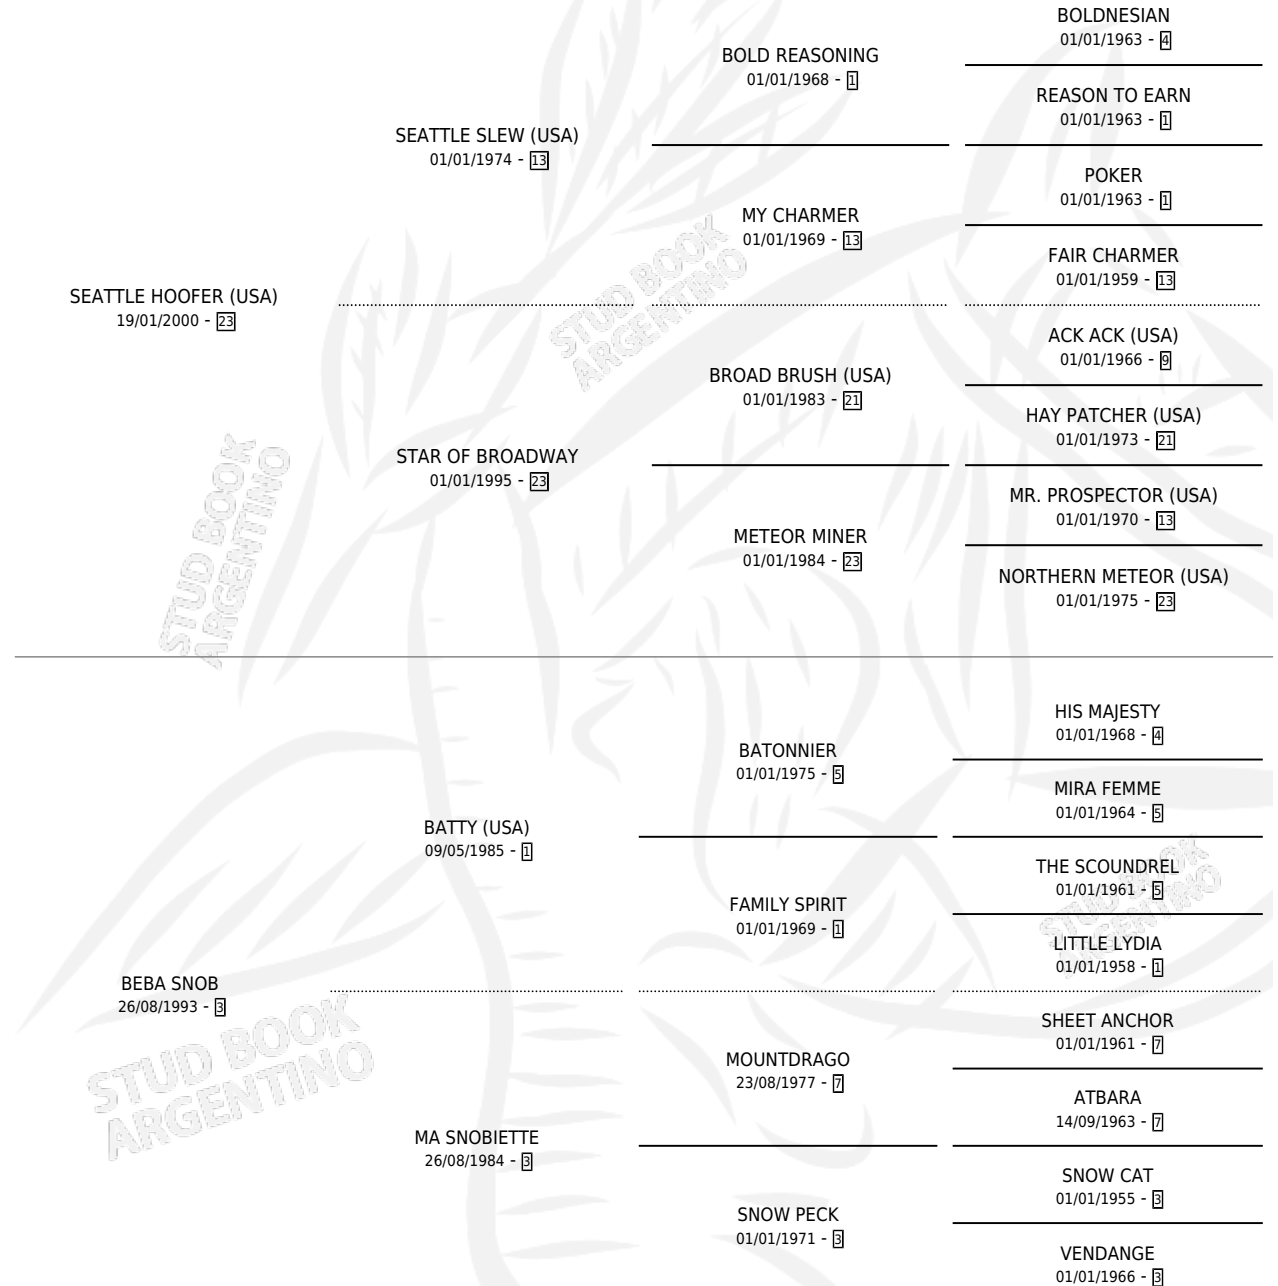 BOLDNESIAN
01/01/1963 - 4
BOLD REASONING
01/01/1968 - 1
REASON TO EARN
01/01/1963 - 1
SEATTLE SLEW (USA)
01/01/1974 - 13
POKER
01/01/1963 - 1
MY CHARMER
01/01/1969 - 13
FAIR CHARMER
01/01/1959 - 13
SEATTLE HOOFER (USA)
19/01/2000 - 23
ACK ACK (USA)
01/01/1966 - 9
BROAD BRUSH (USA)
01/01/1983 - 21
HAY PATCHER (USA)
01/01/1973 - 21
STAR OF BROADWAY
01/01/1995 - 23
MR. PROSPECTOR (USA)
01/01/1970 - 13
METEOR MINER
01/01/1984 - 23
NORTHERN METEOR (USA)
01/01/1975 - 23
STUD BOOK
ARGENTINO
STUD BOOK
ARGENTINO
HIS MAJESTY
01/01/1968 - 4
BATONNIER
01/01/1975 - 5
MIRA FEMME
01/01/1964 - 5
BATTY (USA)
09/05/1985 - 1
THE SCOUNDREL
01/01/1961 - 5
FAMILY SPIRIT
01/01/1969 - 1
LITTLE LYDIA
01/01/1958 - 1
BEBA SNOB
26/08/1993 - 3
SHEET ANCHOR
01/01/1961 - 7
MOUNTDRAGO
23/08/1977 - 7
ATBARA
14/09/1963 - 7
MA SNOBIETTE
26/08/1984 - 3
SNOW CAT
01/01/1955 - 3
SNOW PECK
01/01/1971 - 3
VENDANGE
01/01/1966 - 3
STUD BOOK
ARGENTINO
STUD BOOK
ARGENTINO